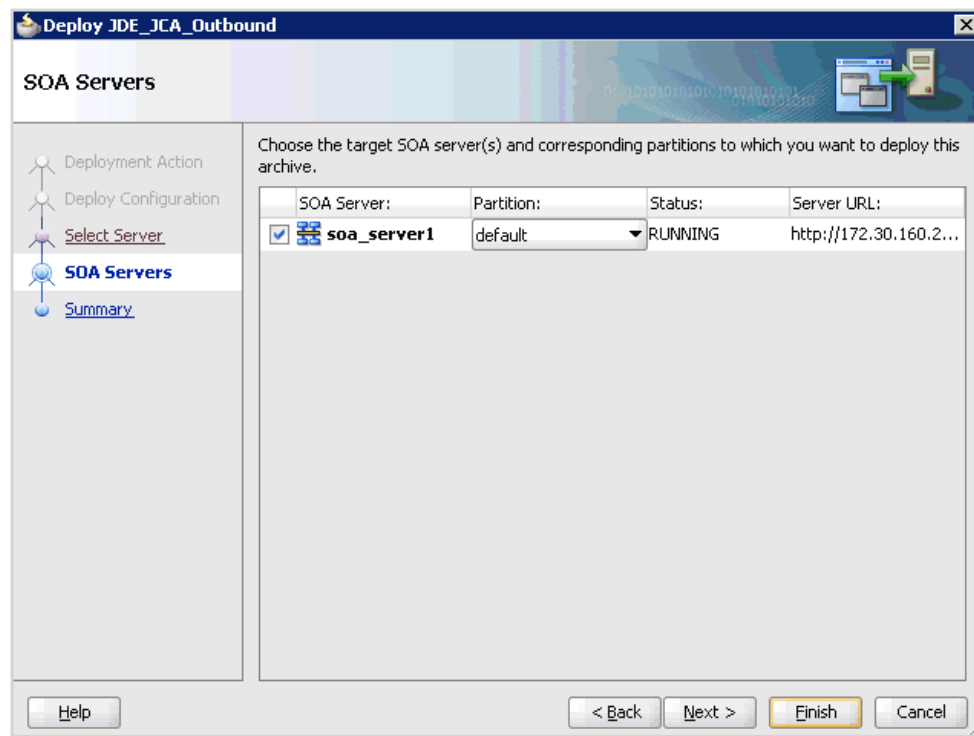 Deploy JDE_JCA_Outbound
SOA Servers
Deployment Action
Deploy Configuration
Select Server
SOA Servers
Summary
Choose the target SOA server(s) and corresponding partitions to which you want to deploy this
archive.
SOA Server: Partition: Status: Server URL:
soa_server1 default RUNNING http://172.30.160.2...
Help < Back Next > Finish Cancel